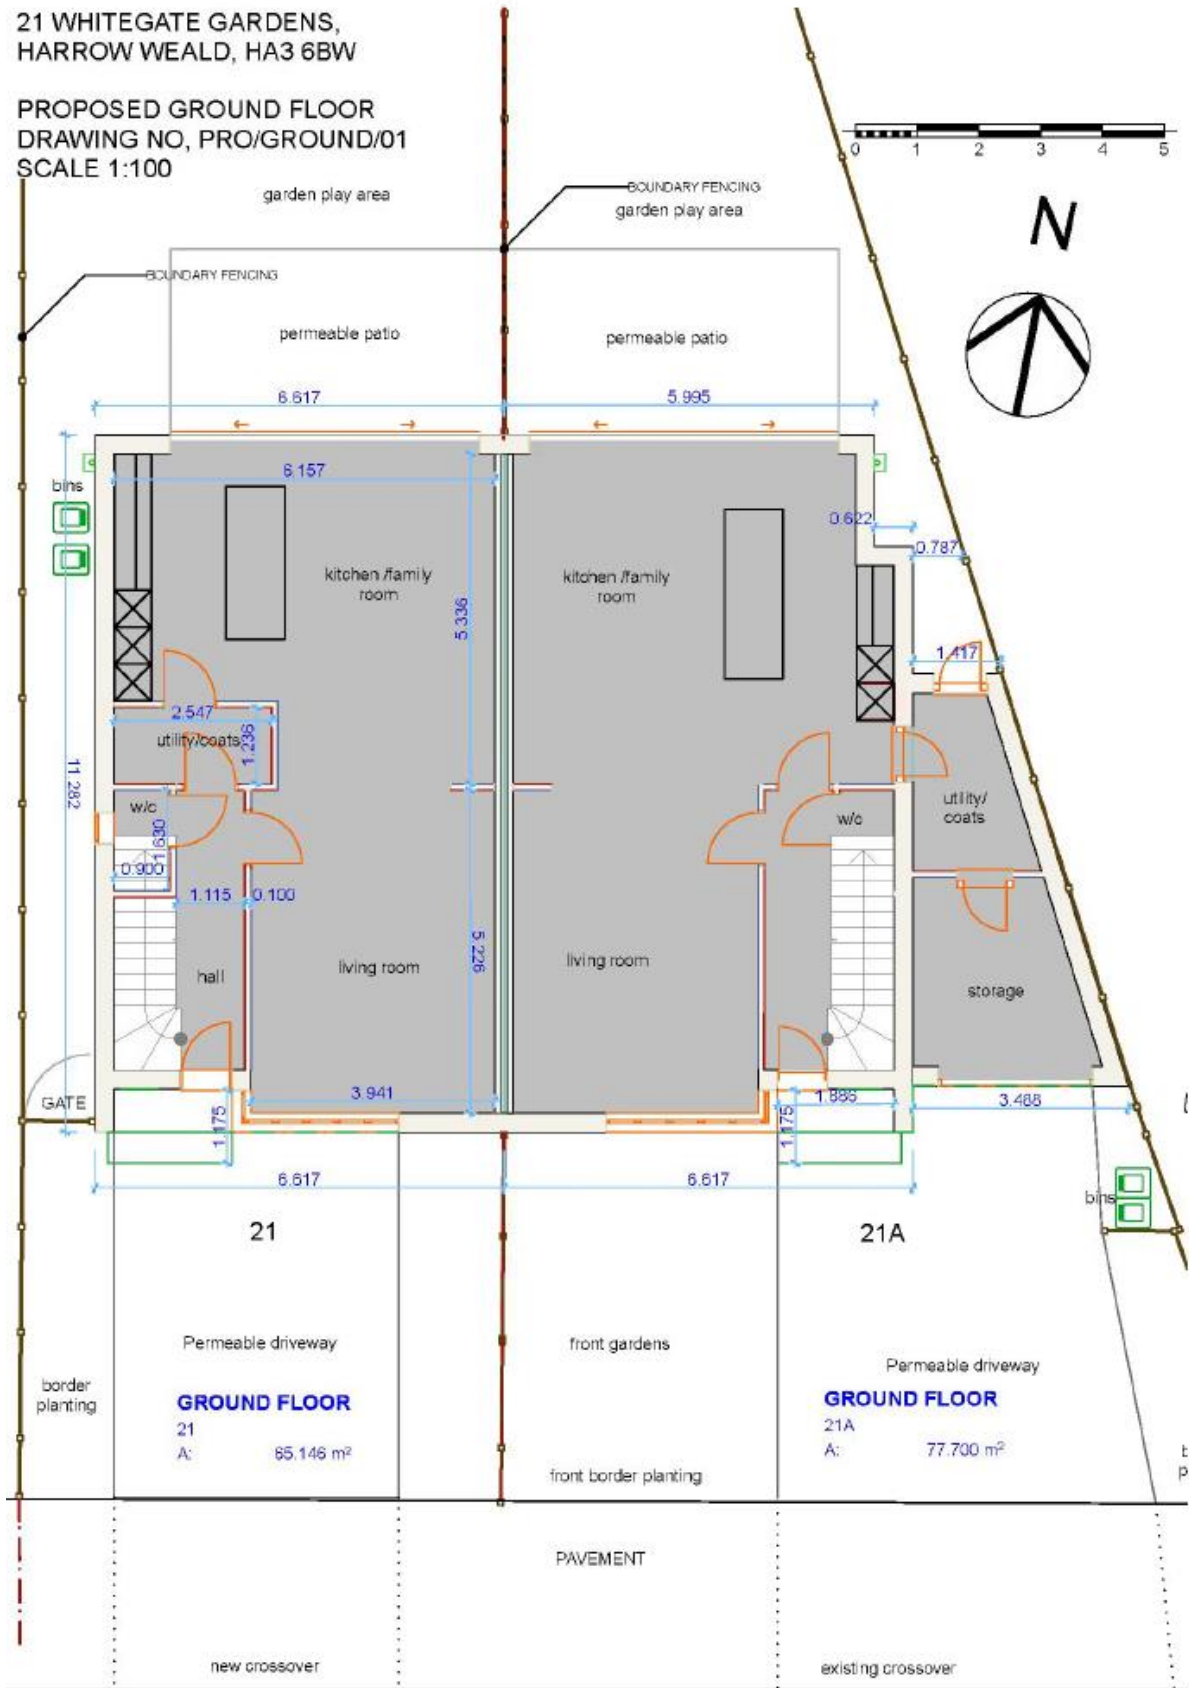 21 WHITEGATE GARDENS,
HARROW WEALD, HA3 6BW
PROPOSED GROUND FLOOR
DRAWING NO, PRO/GROUND/01
SCALE 1:100
0 1 2 3 4 5
N
garden play area
BOUNDARY FENCING
garden play area
BOUNDARY FENCING
permeable patio
permeable patio
6.617
5.995
bins
6.157
0.622
0.787
kitchen /family
room
kitchen /family
room
5.336
1.417
2.547
utility/coats
1.236
11.282
w/c
1.630
0.900
w/c
utility/
coats
1.115
0.100
5.226
hall
living room
living room
storage
GATE
3.941
1.175
1.175
1.886
3.488
6.617
6.617
bins
21
21A
Permeable driveway
front gardens
Permeable driveway
border
planting
GROUND FLOOR
21
A: 65.146 m²
GROUND FLOOR
21A
A: 77.700 m²
front border planting
PAVEMENT
new crossover
existing crossover